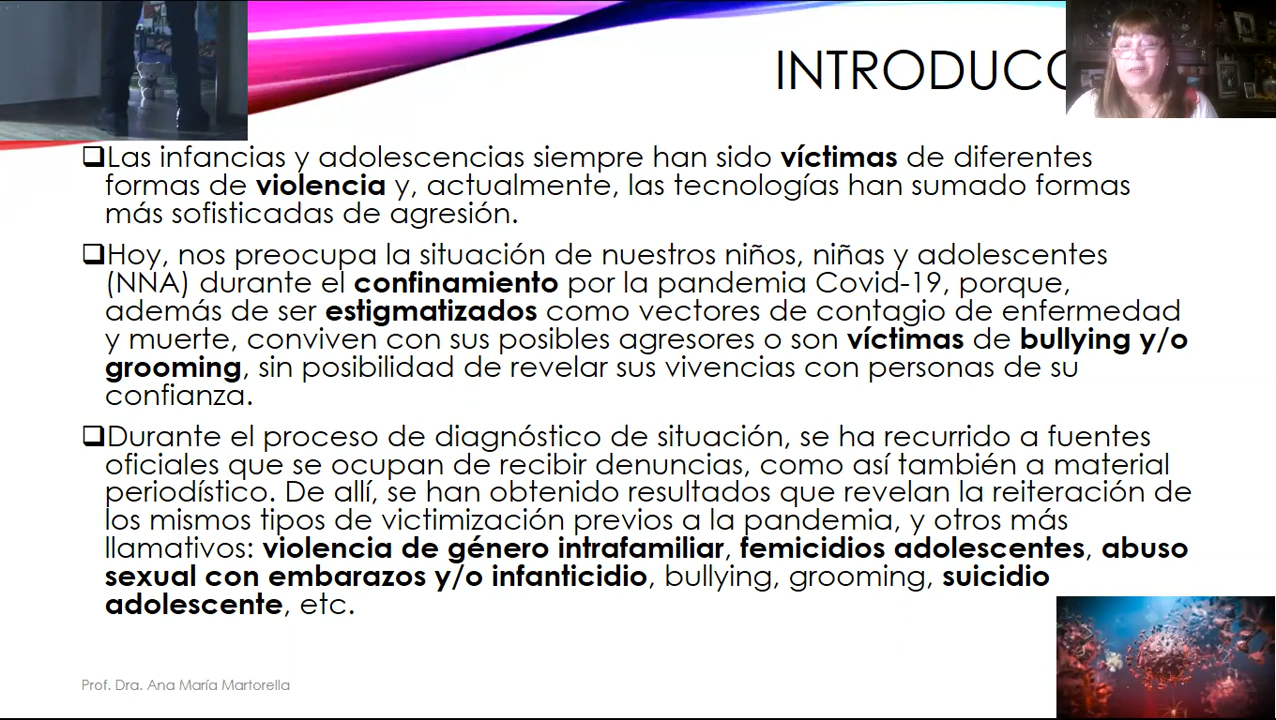 INTRODUCC
❑Las infancias y adolescencias siempre han sido víctimas de diferentes
formas de violencia y, actualmente, las tecnologías han sumado formas
más sofisticadas de agresión.
❑Hoy, nos preocupa la situación de nuestros niños, niñas y adolescentes
(NNA) durante el confinamiento por la pandemia Covid-19, porque,
además de ser estigmatizados como vectores de contagio de enfermedad
y muerte, conviven con sus posibles agresores o son víctimas de bullying y/o
grooming, sin posibilidad de revelar sus vivencias con personas de su
confianza.
❑Durante el proceso de diagnóstico de situación, se ha recurrido a fuentes
oficiales que se ocupan de recibir denuncias, como así también a material
periodístico. De allí, se han obtenido resultados que revelan la reiteración de
los mismos tipos de victimización previos a la pandemia, y otros más
llamativos: violencia de género intrafamiliar, femicidios adolescentes, abuso
sexual con embarazos y/o infanticidio, bullying, grooming, suicidio
adolescente, etc.
Prof. Dra. Ana María Martorella